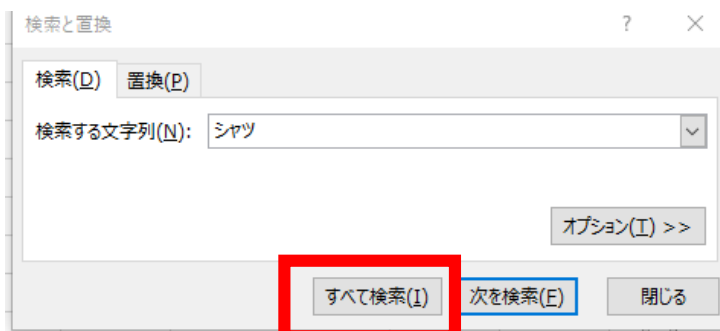 検索と置換 ?
検索(D) 置換(P)
検索する文字列(N): シャツ
オプション(T) >>
すべて検索(I) 次を検索(F) 閉じる